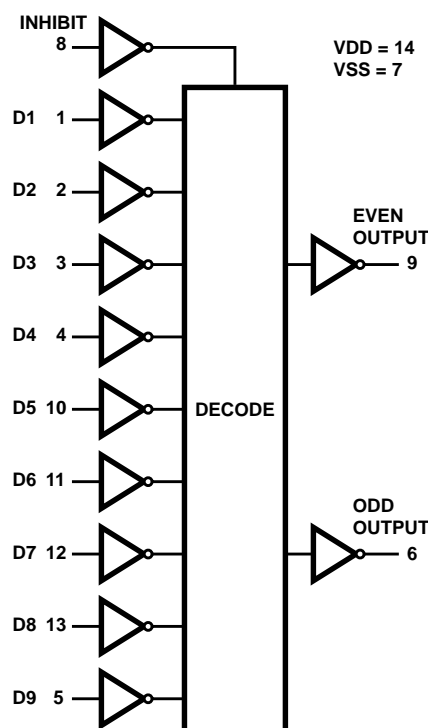 INHIBIT
8
VDD = 14
VSS = 7
D1 1
D2 2
D3 3
EVEN
OUTPUT
9
D4 4
D5 10
DECODE
D6 11
D7 12
ODD
OUTPUT
6
D8 13
D9 5